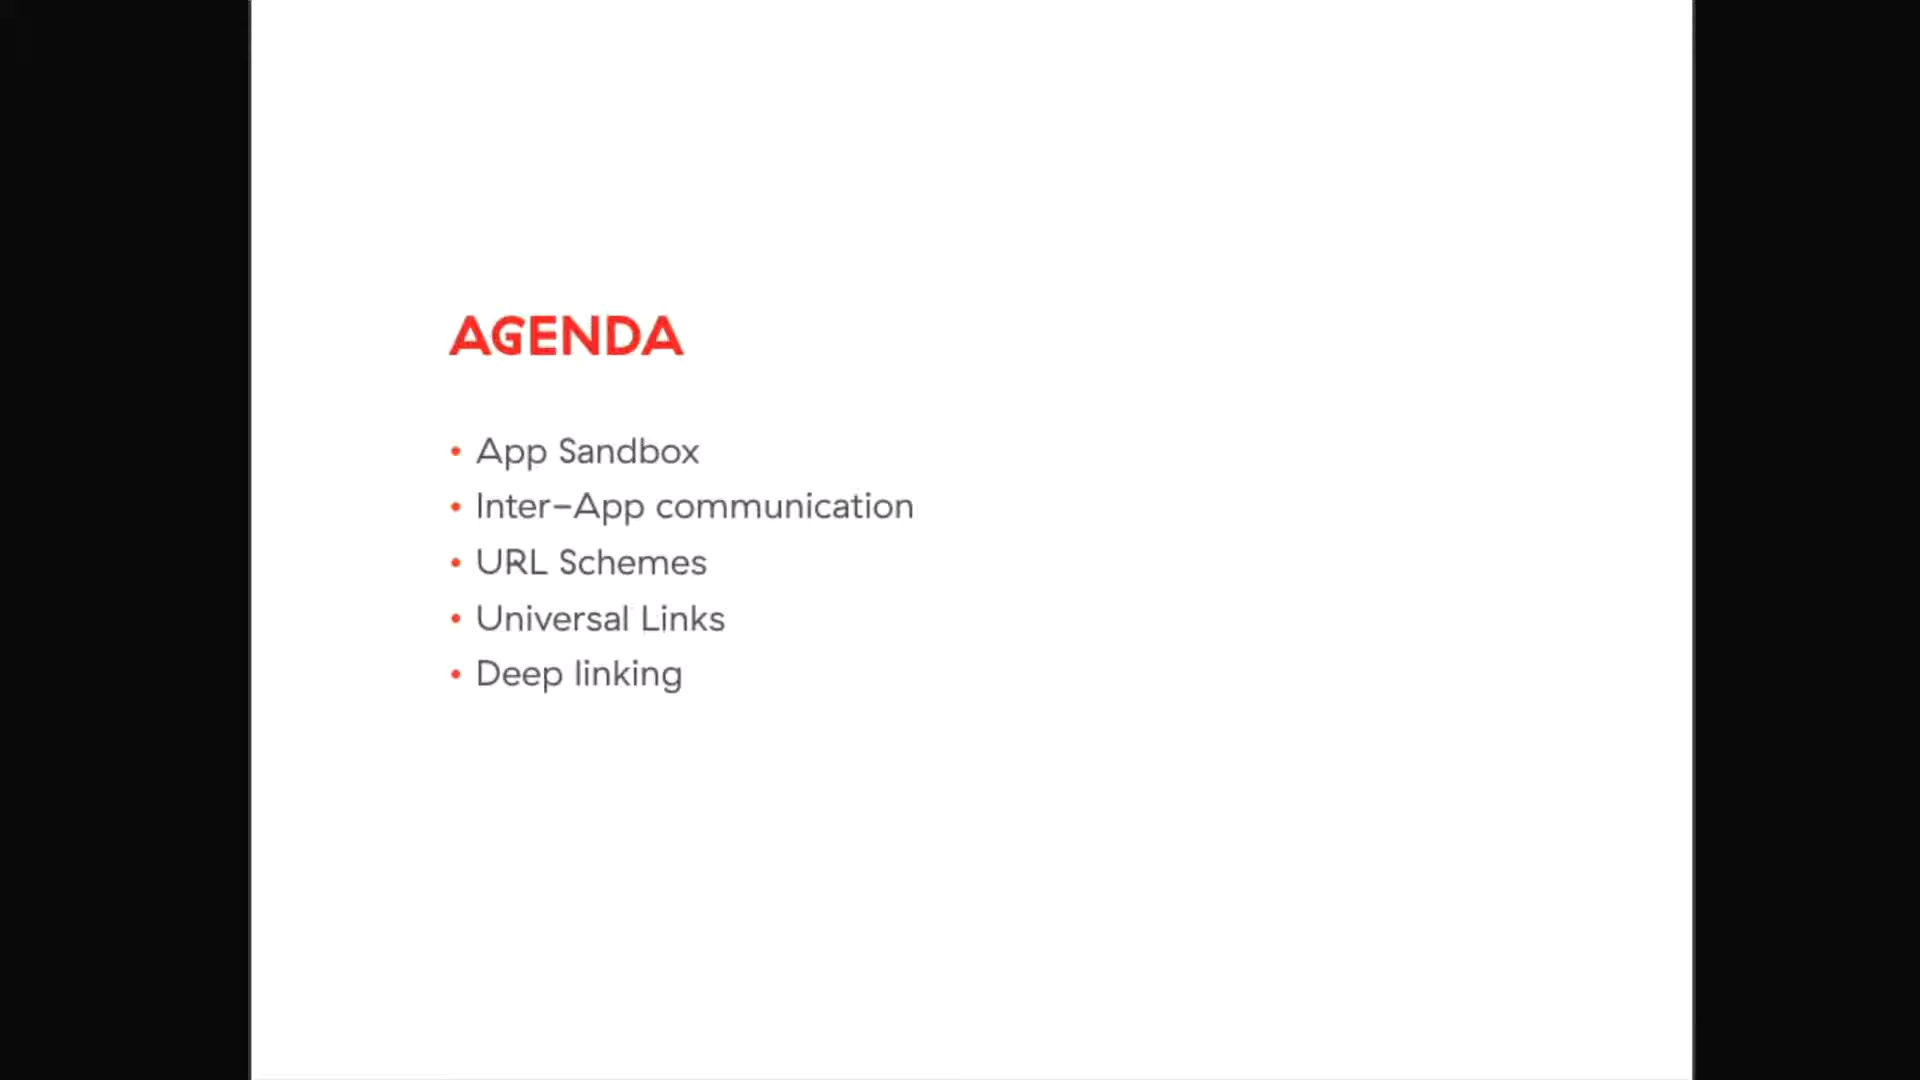 AGENDA
• App Sandbox
• Inter-App communication
• URL Schemes
• Universal Links
• Deep linking